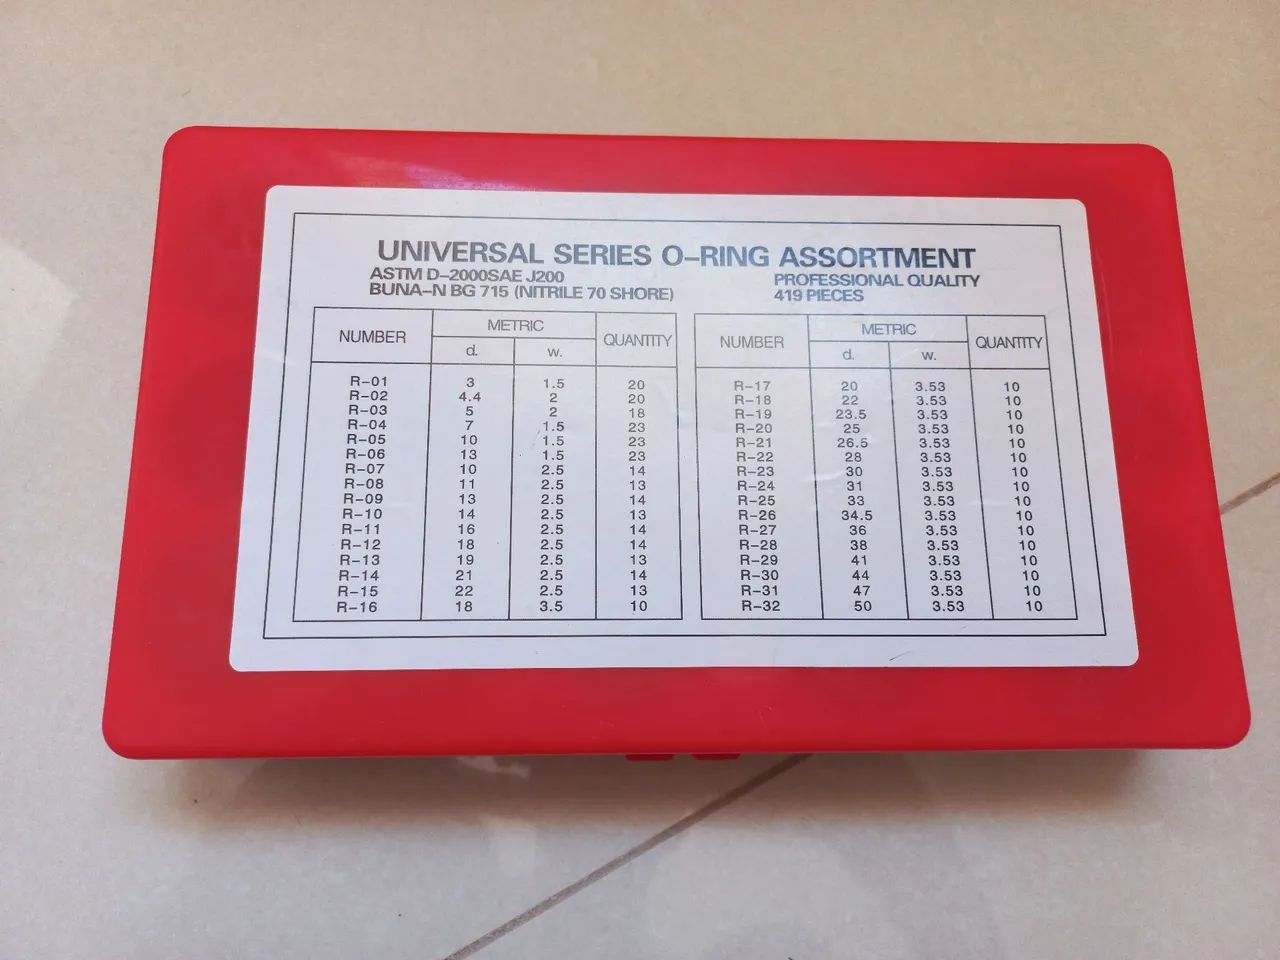 UNIVERSAL SERIES O-RING ASSORTMENT
ASTM D-2000SAE J200
BUNA-N BG 715 (NITRILE 70 SHORE)
PROFESSIONAL QUALITY
419 PIECES
NUMBER METRIC QUANTITY
d. w.
R-01 3 1.5 20
R-02 4.4 2 20
R-03 5 2 18
R-04 7 1.5 23
R-05 10 1.5 23
R-06 13 1.5 23
R-07 10 2.5 14
R-08 11 2.5 13
R-09 13 2.5 14
R-10 14 2.5 13
R-11 16 2.5 14
R-12 18 2.5 14
R-13 19 2.5 13
R-14 21 2.5 14
R-15 22 2.5 13
R-16 18 3.5 10
NUMBER METRIC QUANTITY
d. w.
R-17 20 3.53 10
R-18 22 3.53 10
R-19 23.5 3.53 10
R-20 25 3.53 10
R-21 26.5 3.53 10
R-22 28 3.53 10
R-23 30 3.53 10
R-24 31 3.53 10
R-25 33 3.53 10
R-26 34.5 3.53 10
R-27 36 3.53 10
R-28 38 3.53 10
R-29 41 3.53 10
R-30 44 3.53 10
R-31 47 3.53 10
R-32 50 3.53 10